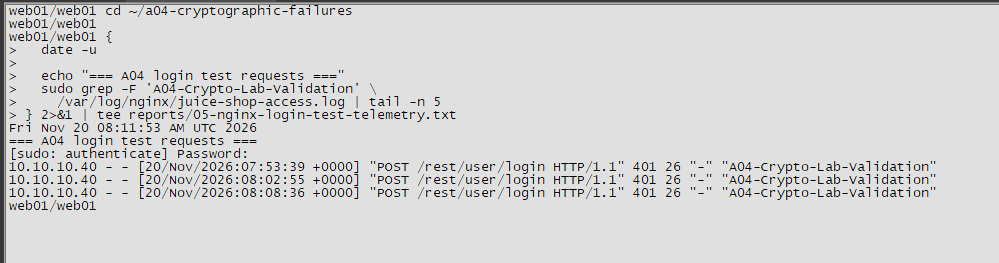 web01/web01 cd ~/a04-cryptographic-failures
web01/web01
web01/web01 {
>   date -u
>
>   echo "=== A04 login test requests ==="
>   sudo grep -F 'A04-Crypto-Lab-Validation' \
>     /var/log/nginx/juice-shop-access.log | tail -n 5
> } 2>&1 | tee reports/05-nginx-login-test-telemetry.txt
Fri Nov 20 08:11:53 AM UTC 2026
=== A04 login test requests ===
[sudo: authenticate] Password:
10.10.10.40 - - [20/Nov/2026:07:53:39 +0000] "POST /rest/user/login HTTP/1.1" 401 26 "-" "A04-Crypto-Lab-Validation"
10.10.10.40 - - [20/Nov/2026:08:02:55 +0000] "POST /rest/user/login HTTP/1.1" 401 26 "-" "A04-Crypto-Lab-Validation"
10.10.10.40 - - [20/Nov/2026:08:08:36 +0000] "POST /rest/user/login HTTP/1.1" 401 26 "-" "A04-Crypto-Lab-Validation"
web01/web01